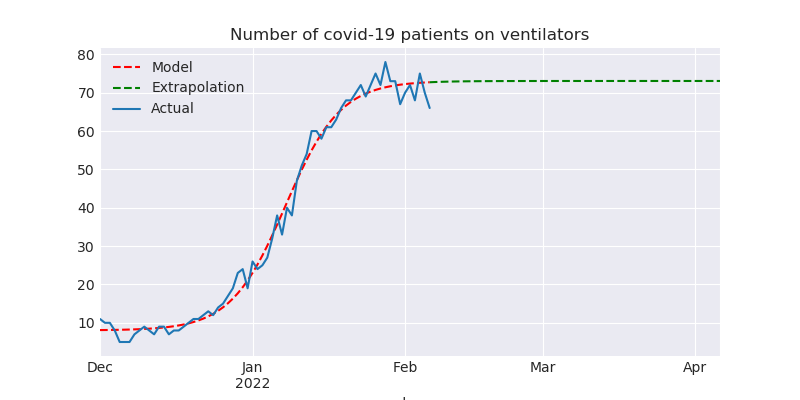 Number of covid-19 patients on ventilators
Model
Extrapolation
Actual
80
70
60
50
40
30
20
10
Dec Jan Feb Mar Apr
2022